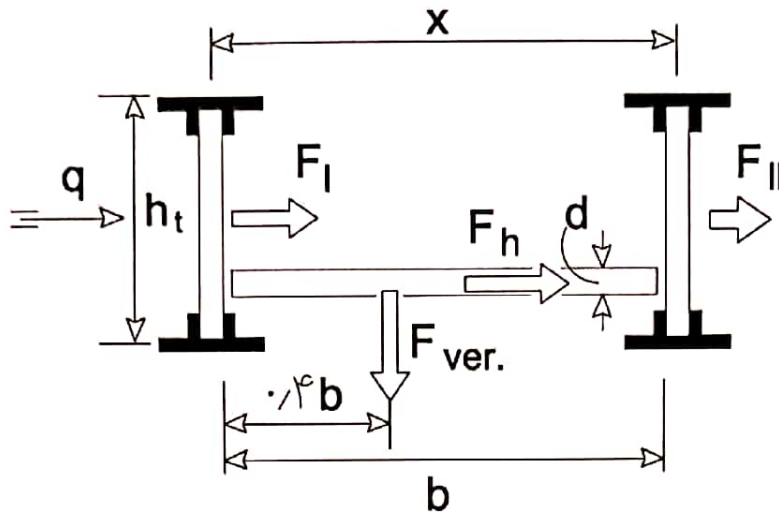 x
q
h_t
F_I
F_II
F_h
d
F_ver.
۰/۴b
b